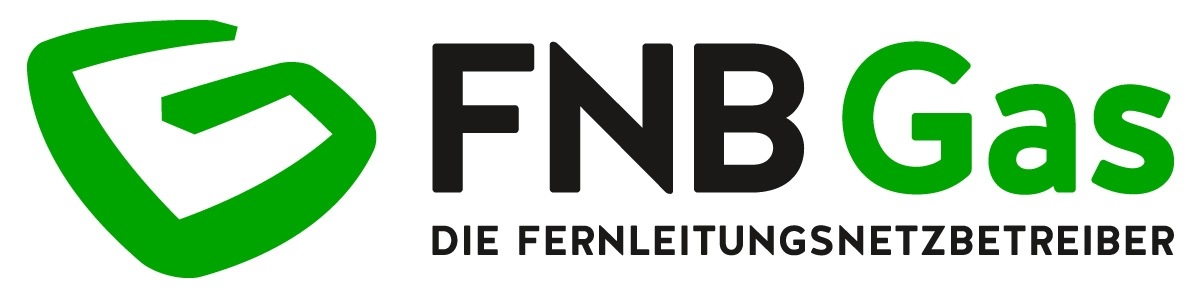 FNB Gas
DIE FERNLEITUNGSNETZBETREIBER